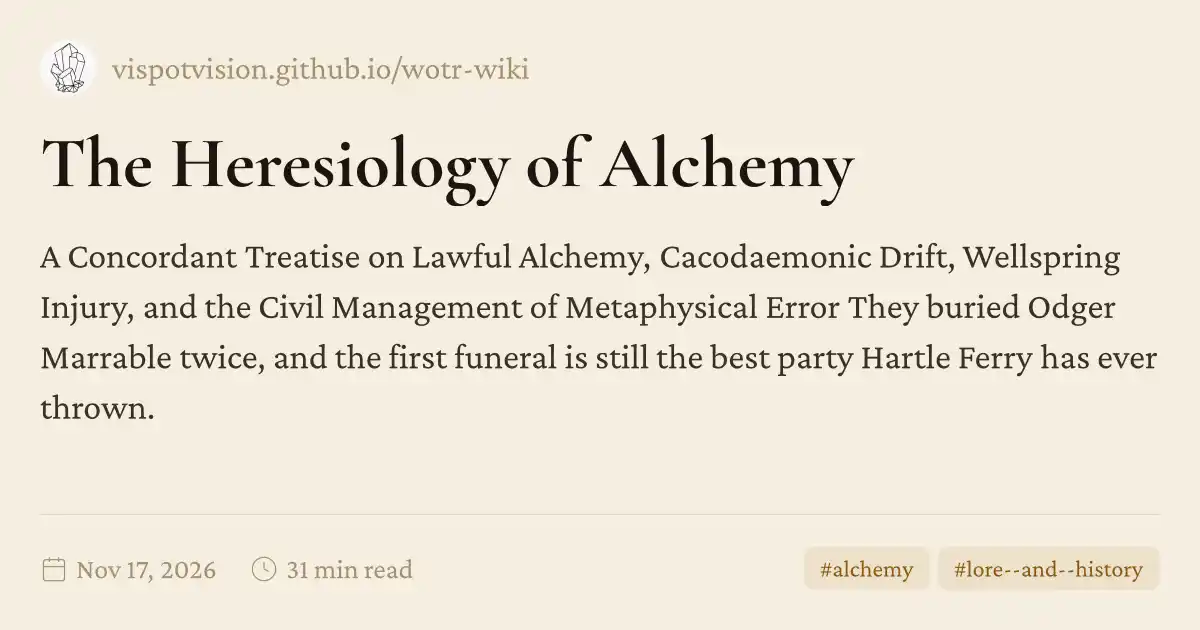 vispotvision.github.io/wotr-wiki
The Heresiology of Alchemy
A Concordant Treatise on Lawful Alchemy, Cacodaemonic Drift, Wellspring
Injury, and the Civil Management of Metaphysical Error They buried Odger
Marrable twice, and the first funeral is still the best party Hartle Ferry has ever
thrown.
Nov 17, 2026
31 min read
#alchemy
#lore--and--history